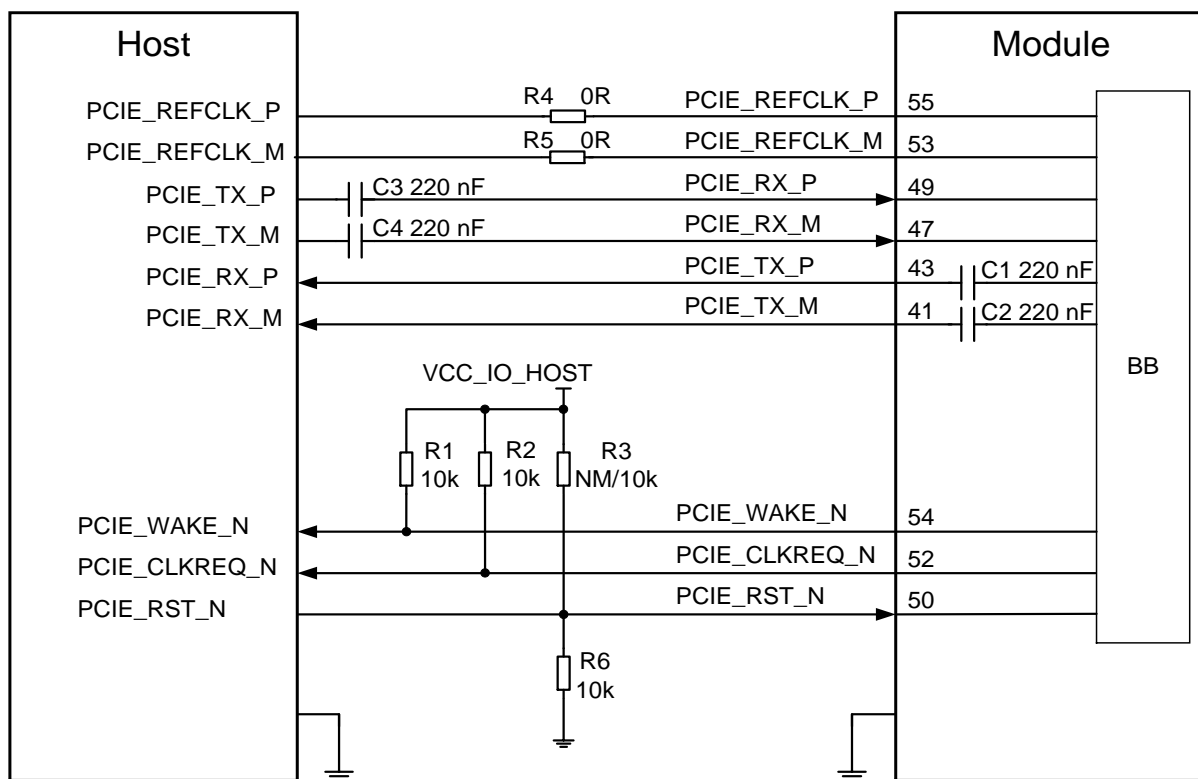 Host
Module
PCIE_REFCLK_P
R4 0R
PCIE_REFCLK_P
55
PCIE_REFCLK_M
R5 0R
PCIE_REFCLK_M
53
PCIE_TX_P
C3 220 nF
PCIE_RX_P
49
PCIE_TX_M
C4 220 nF
PCIE_RX_M
47
PCIE_RX_P
PCIE_TX_P
43
C1 220 nF
PCIE_RX_M
PCIE_TX_M
41
C2 220 nF
BB
VCC_IO_HOST
R1
10k
R2
10k
R3
NM/10k
PCIE_WAKE_N
PCIE_WAKE_N
54
PCIE_CLKREQ_N
PCIE_CLKREQ_N
52
PCIE_RST_N
PCIE_RST_N
50
R6
10k